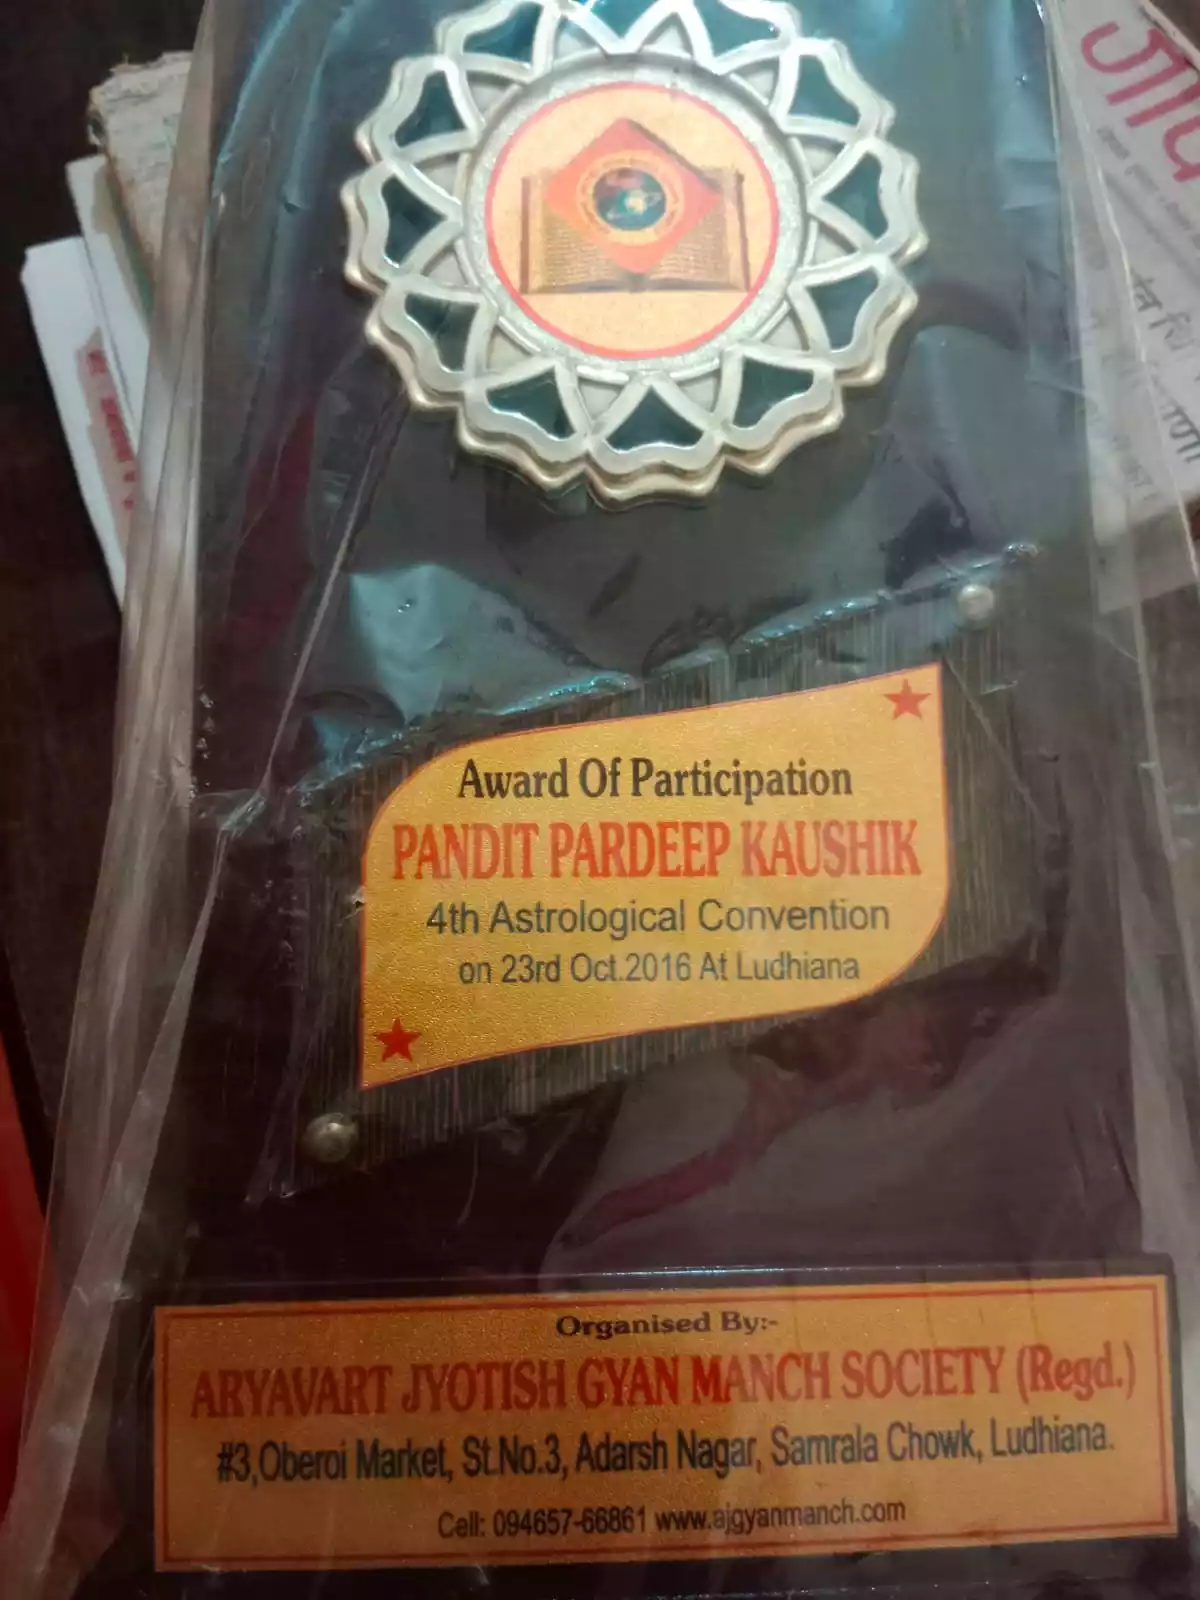 Award Of Participation
PANDIT PARDEEP KAUSHIK
4th Astrological Convention
on 23rd Oct.2016 At Ludhiana
Organised By:-
ARYAVART JYOTISH GYAN MANCH SOCIETY (Regd.)
#3,Oberoi Market, St.No.3, Adarsh Nagar, Samrala Chowk, Ludhiana.
Cell: 094657-66861 www.ajgyanmanch.com